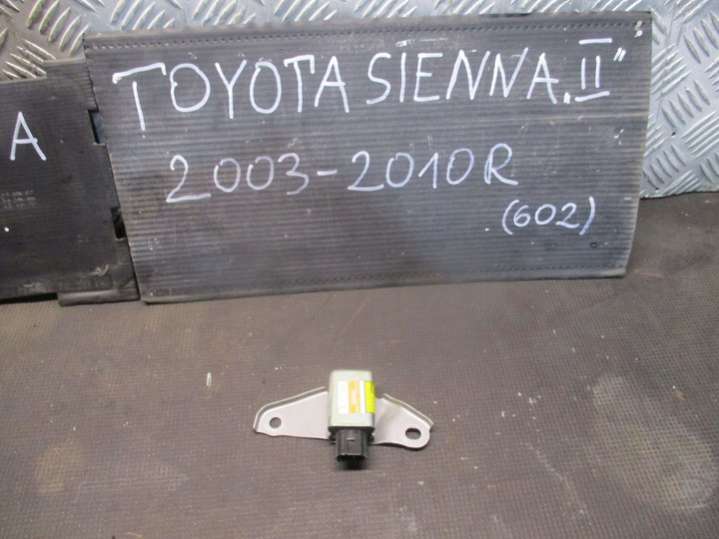 TOYOTA SIENNA „II"
2003-2010R
(602)
A